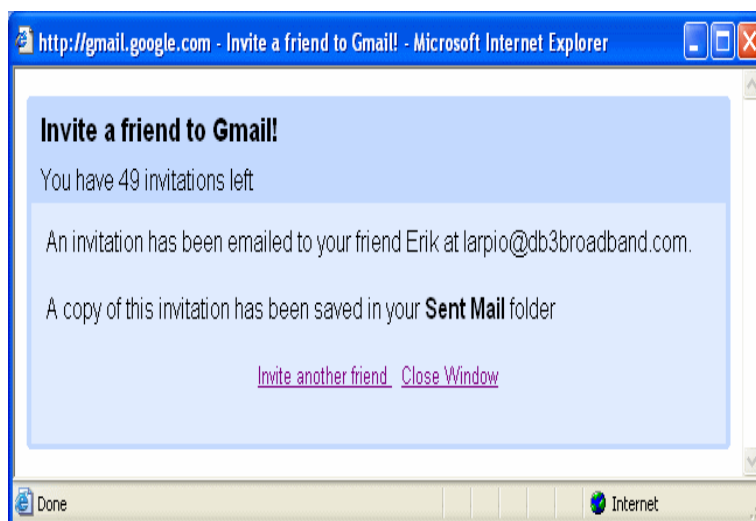 http://gmail.google.com - Invite a friend to Gmail! - Microsoft Internet Explorer
Invite a friend to Gmail!
You have 49 invitations left
An invitation has been emailed to your friend Erik at larpio@db3broadband.com.
A copy of this invitation has been saved in your Sent Mail folder
Invite another friend Close Window
Done Internet